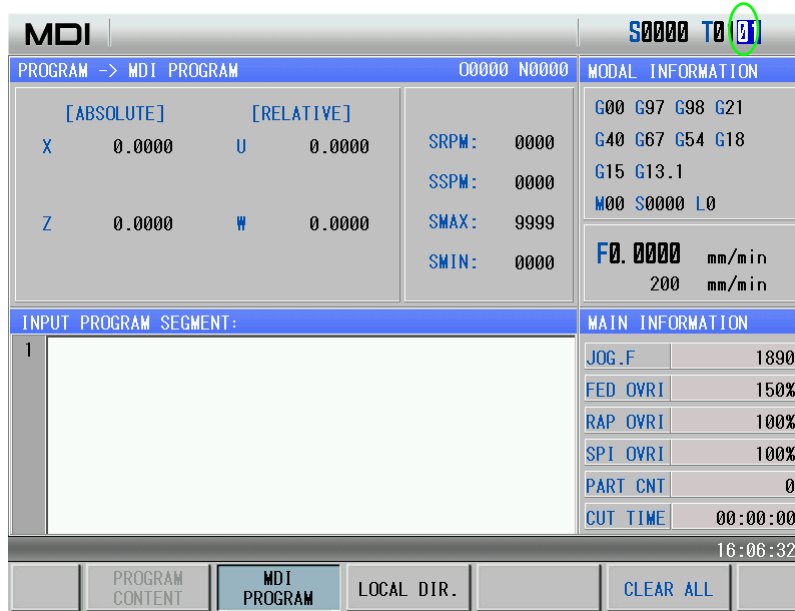 MDI S0000 T0101
PROGRAM -> MDI PROGRAM O0000 N0000 MODAL INFORMATION
[ABSOLUTE] [RELATIVE]
X 0.0000 U 0.0000
Z 0.0000 W 0.0000
SRPM: 0000
SSPM: 0000
SMAX: 9999
SMIN: 0000
G00 G97 G98 G21
G40 G67 G54 G18
G15 G13.1
M00 S0000 L0
F0.0000 mm/min
200 mm/min
INPUT PROGRAM SEGMENT:
1
MAIN INFORMATION
JOG.F 1890
FED OVRI 150%
RAP OVRI 100%
SPI OVRI 100%
PART CNT 0
CUT TIME 00:00:00
16:06:32
PROGRAM CONTENT
MDI PROGRAM
LOCAL DIR.
CLEAR ALL